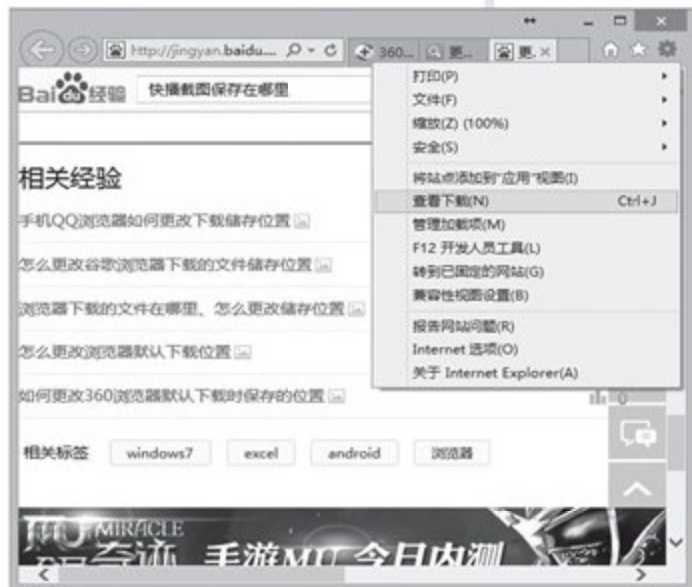 http://jingyan.baidu....
360...
更...
更.
Bai du 经验
快播截图保存在哪里
打印(P)
文件(F)
缩放(Z) (100%)
安全(S)
将站点添加到"应用"视图(I)
查看下载(N) Ctrl+J
管理加载项(M)
F12 开发人员工具(L)
转到已固定的网站(G)
兼容性视图设置(B)
报告网站问题(R)
Internet 选项(O)
关于 Internet Explorer(A)
相关经验
手机QQ浏览器如何更改下载储存位置
怎么更改谷歌浏览器下载的文件储存位置
浏览器下载的文件在哪里、怎么更改储存位置
怎么更改浏览器默认下载位置
如何更改360浏览器默认下载时保存的位置
0
相关标签 windows7 excel android 浏览器
MU MIRACLE
奇迹 手游MU 今日内测